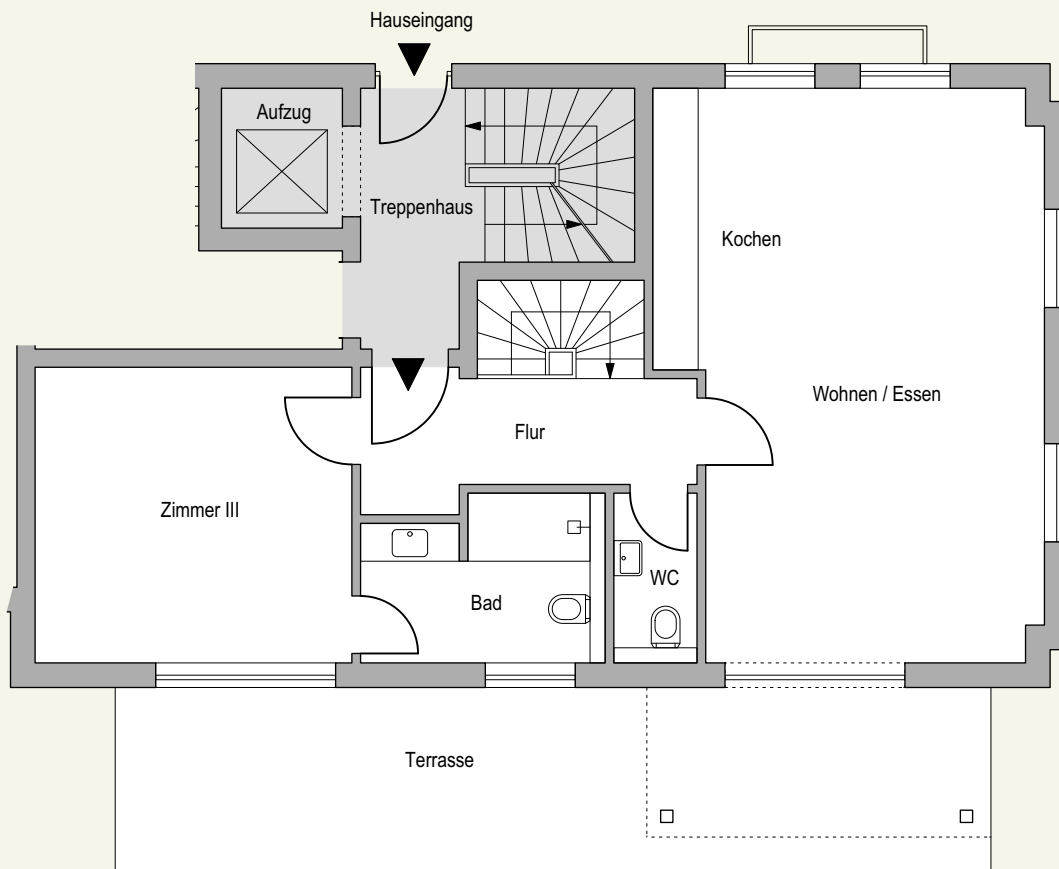 Hauseingang
Aufzug
Treppenhaus
Kochen
Wohnen / Essen
Flur
Zimmer III
WC
Bad
Terrasse